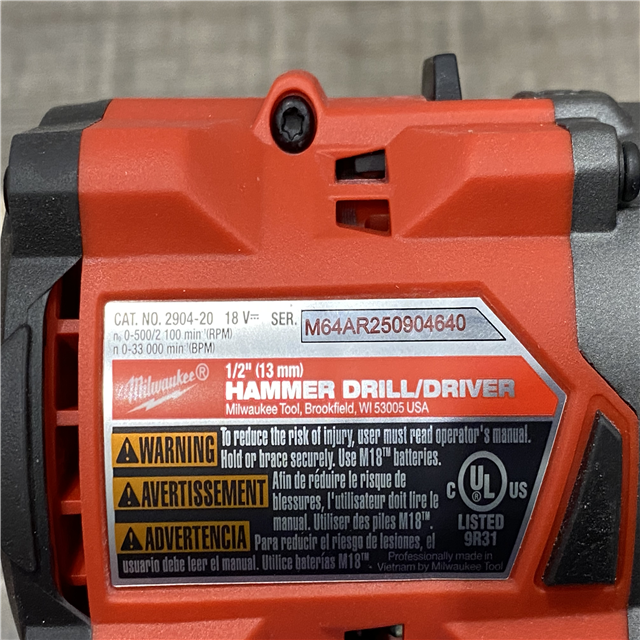 CAT. NO. 2904-20 18 V⎓ SER. M64AR250904640
n₀ 0-500/2 100 min⁻¹(RPM)
n 0-33 000 min⁻¹(BPM)
Milwaukee®
1/2" (13 mm)
HAMMER DRILL/DRIVER
Milwaukee Tool, Brookfield, WI 53005 USA
WARNING To reduce the risk of injury, user must read operator's manual.
Hold or brace securely. Use M18™ batteries.
AVERTISSEMENT Afin de réduire le risque de
blessures, l'utilisateur doit lire le
manual. Utiliser des piles M18™.
ADVERTENCIA Para reducir el riesgo de lesiones, el
usuario debe leer el manual. Utilice baterías M18™.
C UL® US
LISTED
9R31
Professionally made in
Vietnam by Milwaukee Tool